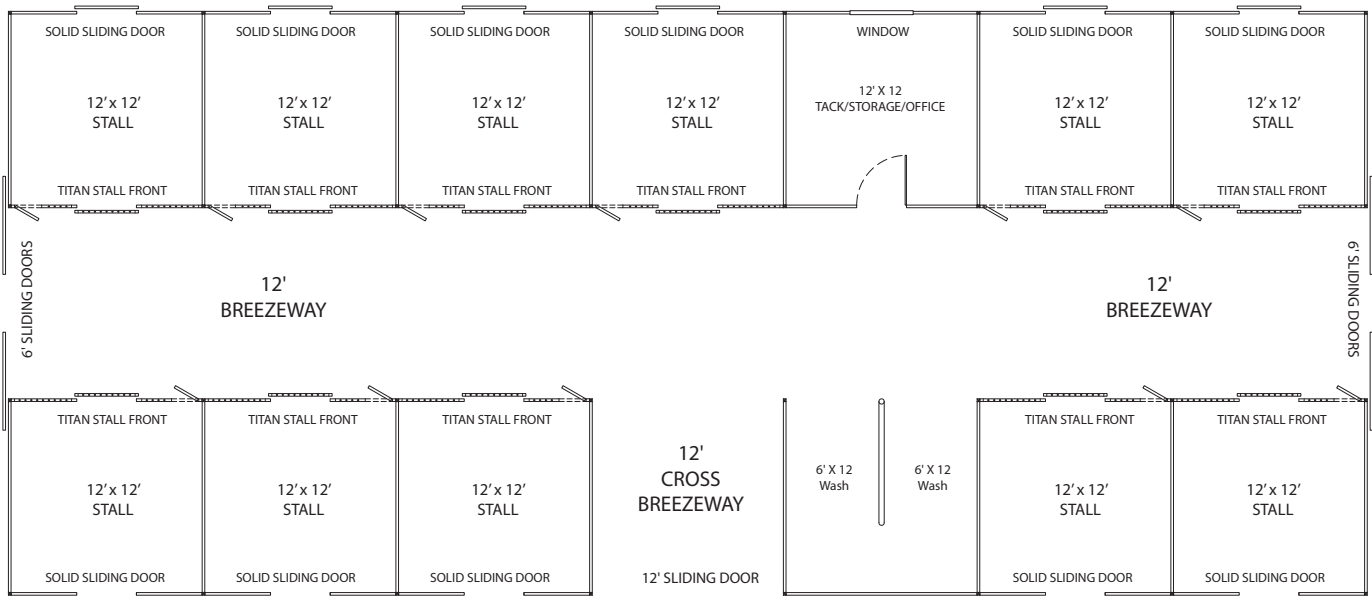 SOLID SLIDING DOOR
SOLID SLIDING DOOR
SOLID SLIDING DOOR
SOLID SLIDING DOOR
WINDOW
SOLID SLIDING DOOR
SOLID SLIDING DOOR
12' x 12'
STALL
12' x 12'
STALL
12' x 12'
STALL
12' x 12'
STALL
12' X 12
TACK/STORAGE/OFFICE
12' x 12'
STALL
12' x 12'
STALL
TITAN STALL FRONT
TITAN STALL FRONT
TITAN STALL FRONT
TITAN STALL FRONT
TITAN STALL FRONT
TITAN STALL FRONT
6' SLIDING DOORS
12'
BREEZEWAY
12'
BREEZEWAY
6' SLIDING DOORS
TITAN STALL FRONT
TITAN STALL FRONT
TITAN STALL FRONT
TITAN STALL FRONT
TITAN STALL FRONT
12' x 12'
STALL
12' x 12'
STALL
12' x 12'
STALL
12'
CROSS
BREEZEWAY
6' X 12
Wash
6' X 12
Wash
12' x 12'
STALL
12' x 12'
STALL
SOLID SLIDING DOOR
SOLID SLIDING DOOR
SOLID SLIDING DOOR
12' SLIDING DOOR
SOLID SLIDING DOOR
SOLID SLIDING DOOR